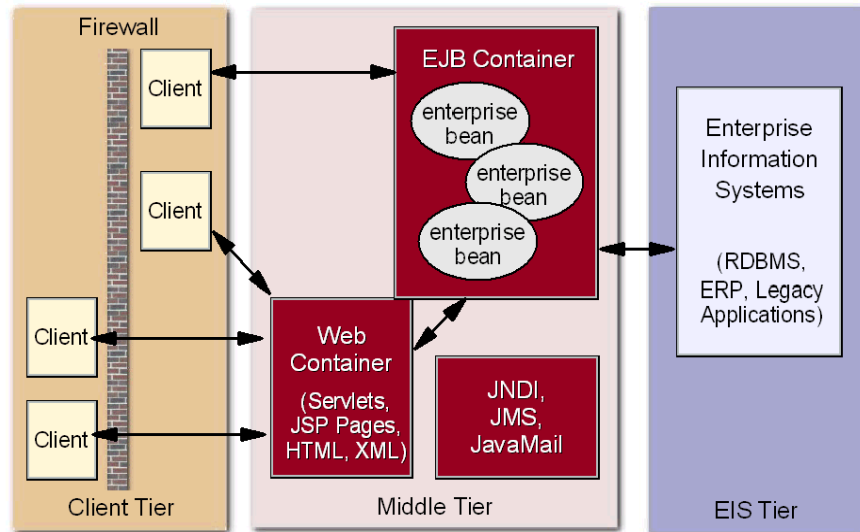 Firewall
Client
Client
Client
Client
Client Tier
EJB Container
enterprise
bean
enterprise
bean
enterprise
bean
Web
Container
(Servlets,
JSP Pages,
HTML, XML)
JNDI,
JMS,
JavaMail
Middle Tier
Enterprise
Information
Systems
(RDBMS,
ERP, Legacy
Applications)
EIS Tier